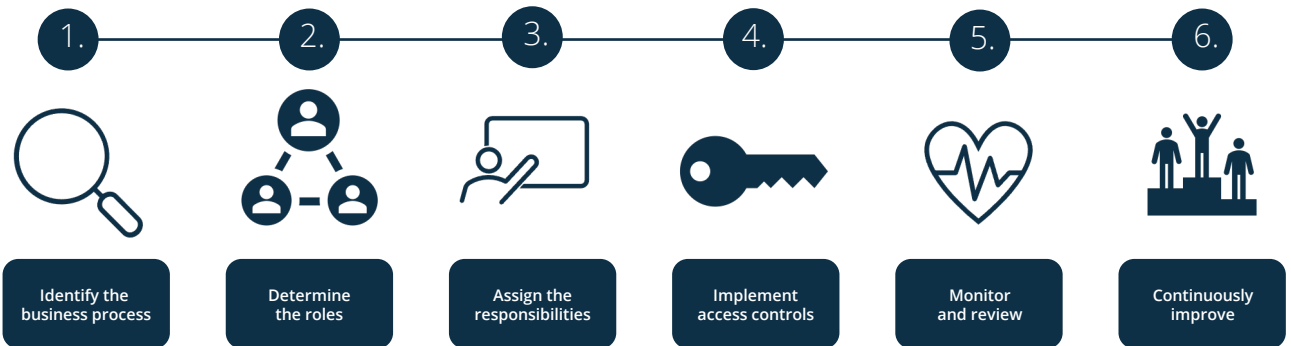 1.
2.
3.
4.
5.
6.
Identify the
business process
Determine
the roles
Assign the
responsibilities
Implement
access controls
Monitor
and review
Continuously
improve